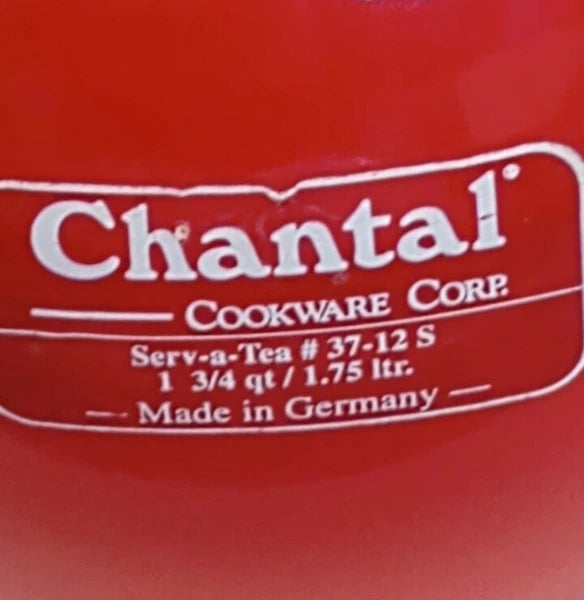 Chantal®
COOKWARE CORP.
Serv-a-Tea # 37-12 S
1 3/4 qt / 1.75 ltr.
Made in Germany